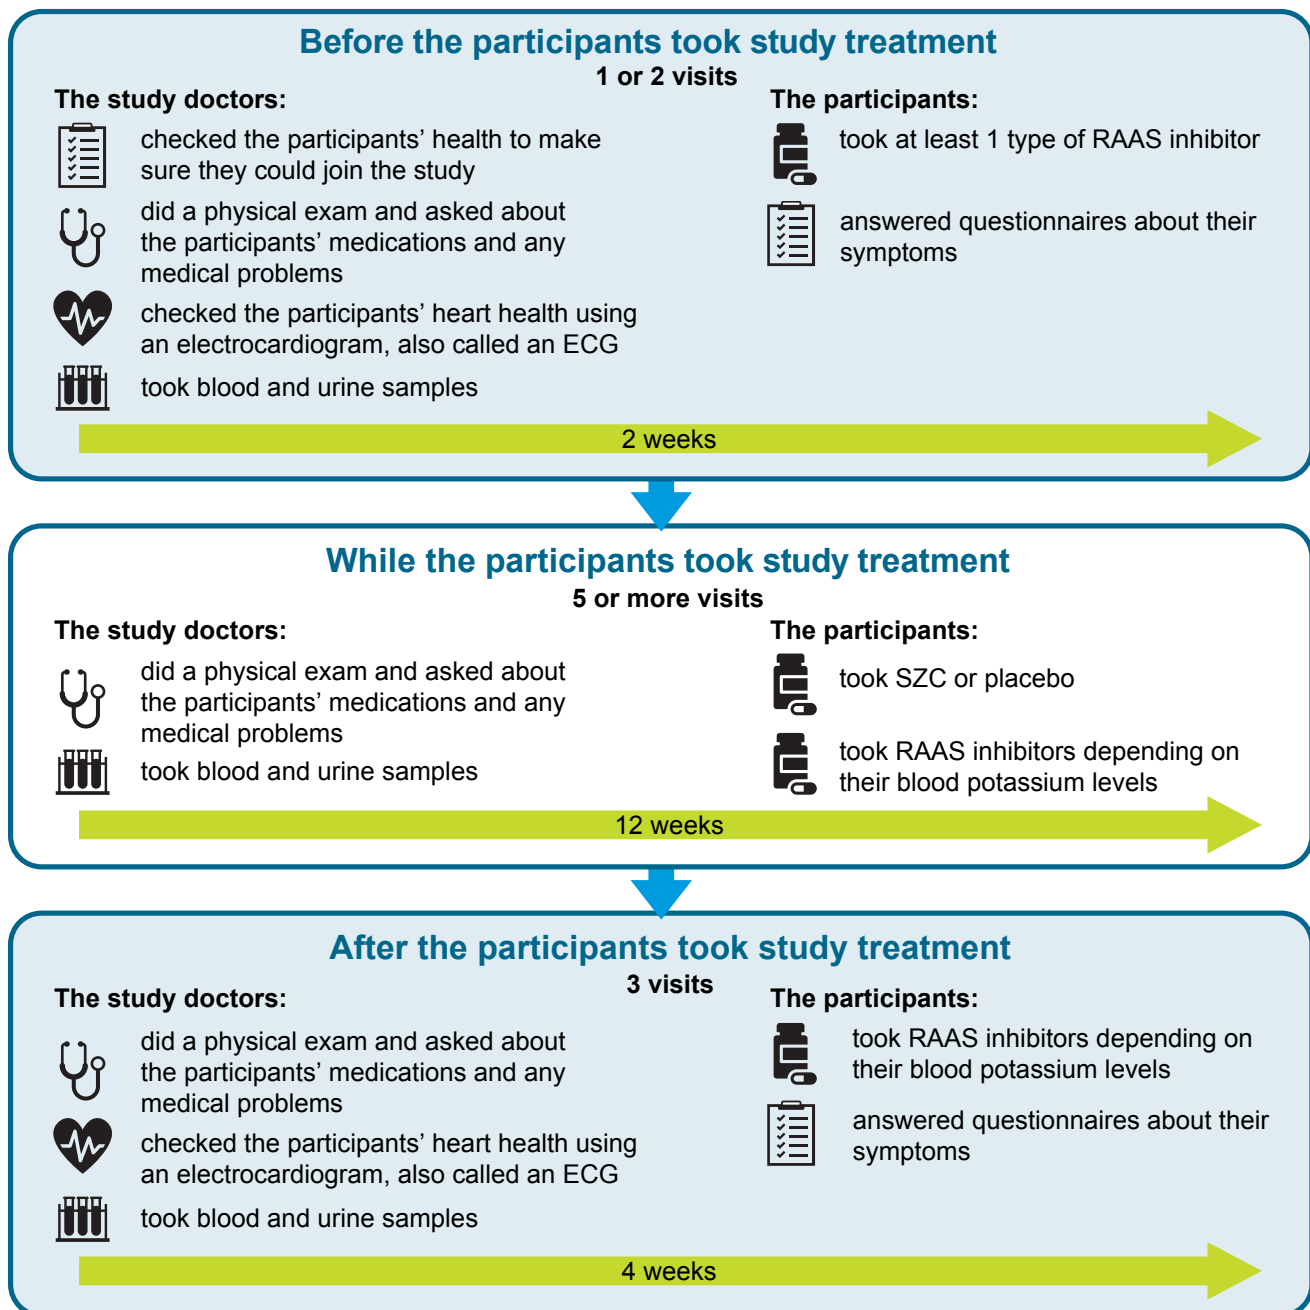 Before the participants took study treatment
1 or 2 visits
The study doctors:
checked the participants’ health to make
sure they could join the study
did a physical exam and asked about
the participants’ medications and any
medical problems
checked the participants’ heart health using
an electrocardiogram, also called an ECG
took blood and urine samples
The participants:
took at least 1 type of RAAS inhibitor
answered questionnaires about their
symptoms
2 weeks
While the participants took study treatment
5 or more visits
The study doctors:
did a physical exam and asked about
the participants’ medications and any
medical problems
took blood and urine samples
The participants:
took SZC or placebo
took RAAS inhibitors depending on
their blood potassium levels
12 weeks
After the participants took study treatment
3 visits
The study doctors:
did a physical exam and asked about
the participants’ medications and any
medical problems
checked the participants’ heart health using
an electrocardiogram, also called an ECG
took blood and urine samples
The participants:
took RAAS inhibitors depending on
their blood potassium levels
answered questionnaires about their
symptoms
4 weeks